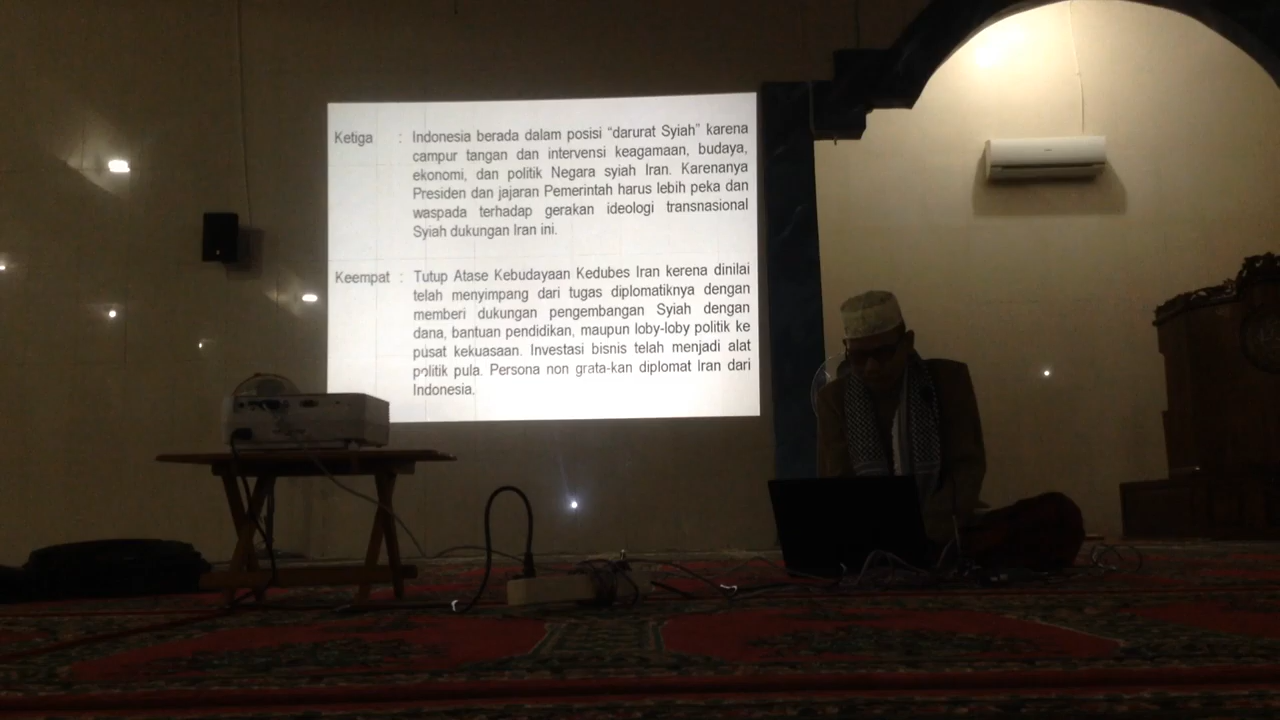 Ketiga : Indonesia berada dalam posisi “darurat Syiah” karena
campur tangan dan intervensi keagamaan, budaya,
ekonomi, dan politik Negara syiah Iran. Karenanya
Presiden dan jajaran Pemerintah harus lebih peka dan
waspada terhadap gerakan ideologi transnasional
Syiah dukungan Iran ini.
Keempat : Tutup Atase Kebudayaan Kedubes Iran kerena dinilai
telah menyimpang dari tugas diplomatiknya dengan
memberi dukungan pengembangan Syiah dengan
dana, bantuan pendidikan, maupun loby-loby politik ke
pusat kekuasaan. Investasi bisnis telah menjadi alat
politik pula. Persona non grata-kan diplomat Iran dari
Indonesia.